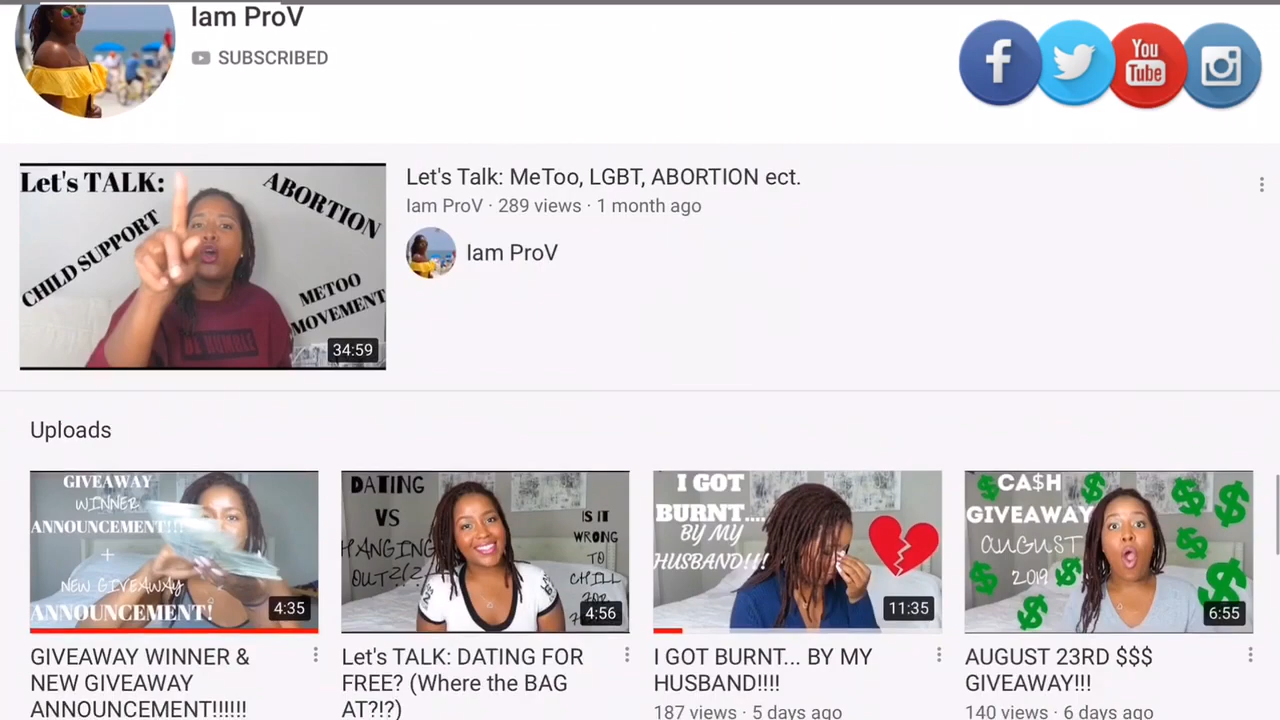 Iam ProV
SUBSCRIBED
f
You
Tube
Let's TALK:
ABORTION
CHILD SUPPORT
METOO
MOVEMENT
BE HUMBLE
34:59
Let's Talk: MeToo, LGBT, ABORTION ect.
Iam ProV · 289 views · 1 month ago
Iam ProV
Uploads
GIVEAWAY
WINNER
ANNOUNCEMENT!!!
+
NEW GIVEAWAY
ANNOUNCEMENT!
4:35
DATING
VS
HANGING
OUT?!?
IS IT
WRONG
TO
CHILL
FOR
4:56
I GOT
BURNT....
BY MY
HUSBAND!!!
11:35
CA$H
GIVEAWAY
AUGUST
2019
6:55
GIVEAWAY WINNER &
NEW GIVEAWAY
ANNOUNCEMENT!!!!!!
Let's TALK: DATING FOR
FREE? (Where the BAG
AT?!?)
I GOT BURNT... BY MY
HUSBAND!!!!
187 views · 5 days ago
AUGUST 23RD $$$
GIVEAWAY!!!
140 views · 6 days ago